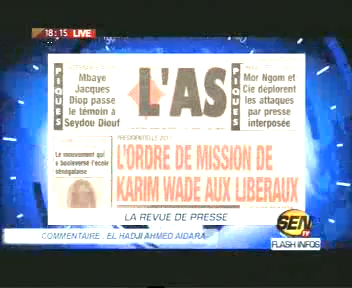 18:15 LIVE
PIQUES
Mbaye
Jacques
Diop passe
le témoin à
Seydou Diouf
L'AS
PIQUES
Mor Ngom et
Cie déplorent
les attaques
par presse
interposée
Le mouvement qui
a bouleversé l'école
sénégalaise
L'ORDRE DE MISSION DE
KARIM WADE AUX LIBERAUX
LA REVUE DE PRESSE
SEN TV
FLASH INFOS
COMMENTAIRE : EL HADJI AHMED AIDARA